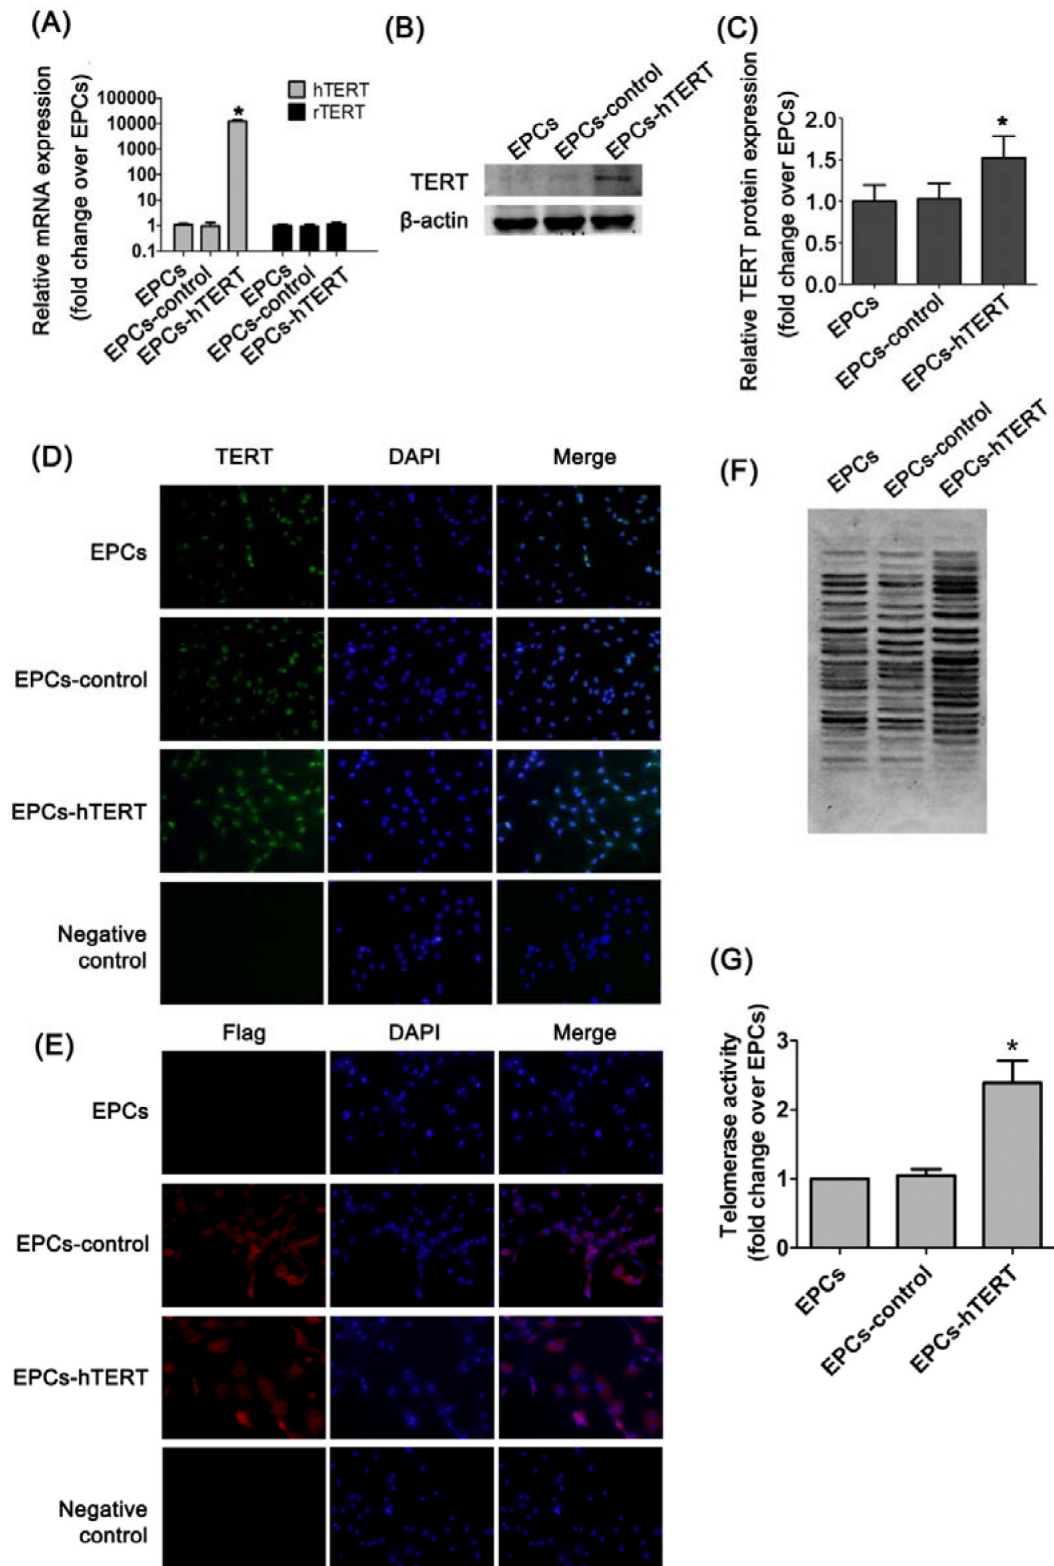 (A)
Relative mRNA expression
(fold change over EPCs)
100000
10000
1000
100
10
1
0.1
*
hTERT
rTERT
EPCs
EPCs-control
EPCs-hTERT
EPCs
EPCs-control
EPCs-hTERT
(B)
EPCs
EPCs-control
EPCs-hTERT
TERT
β-actin
(C)
Relative TERT protein expression
(fold change over EPCs)
2.0
1.5
1.0
0.5
0.0
*
EPCs
EPCs-control
EPCs-hTERT
(D)
TERT DAPI Merge
EPCs
EPCs-control
EPCs-hTERT
Negative
control
(E)
Flag DAPI Merge
EPCs
EPCs-control
EPCs-hTERT
Negative
control
(F)
EPCs
EPCs-control
EPCs-hTERT
(G)
Telomerase activity
(fold change over EPCs)
3
2
1
0
*
EPCs
EPCs-control
EPCs-hTERT